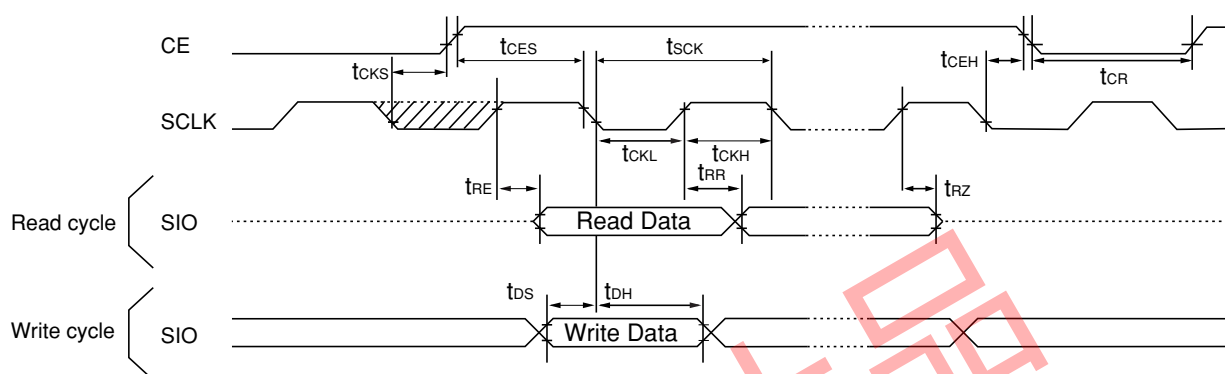 CE
tCES
tSCK
tCEH
tCKS
tCR
SCLK
tCKL
tCKH
tRE
tRR
tRZ
Read cycle
SIO
Read Data
tDS
tDH
Write cycle
SIO
Write Data